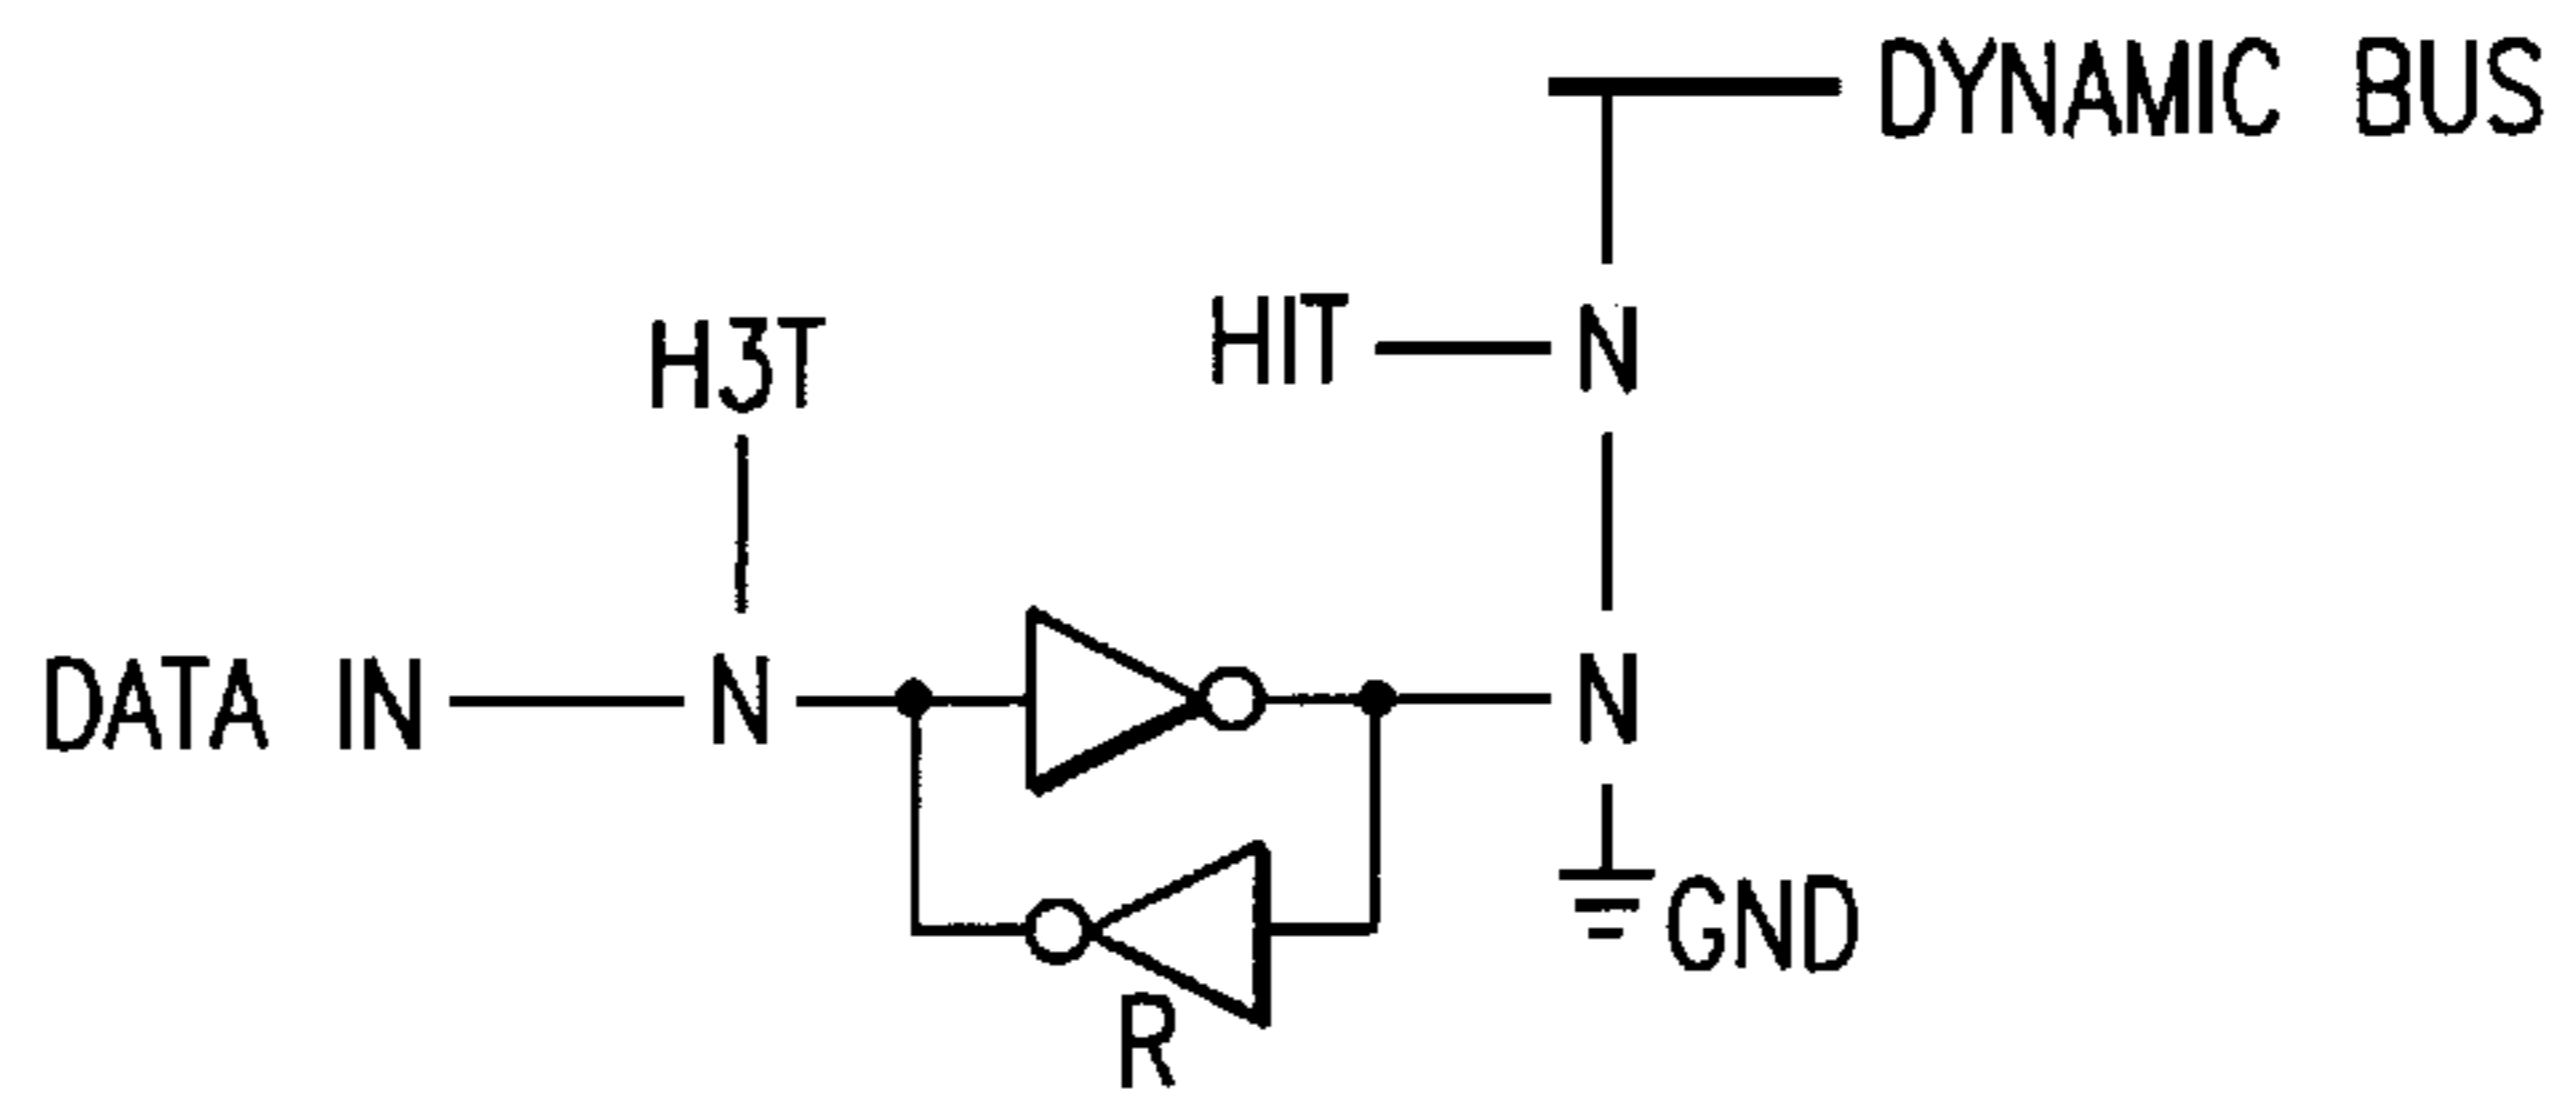 DYNAMIC BUS
HIT
N
H3T
DATA IN
N
N
GND
R